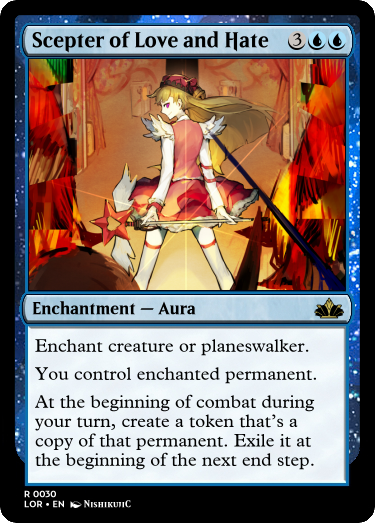 Scepter of Love and Hate 3
Enchantment — Aura
Enchant creature or planeswalker.
You control enchanted permanent.
At the beginning of combat during
your turn, create a token that's a
copy of that permanent. Exile it at
the beginning of the next end step.
R 0030
LOR • EN NISHIKUJIC